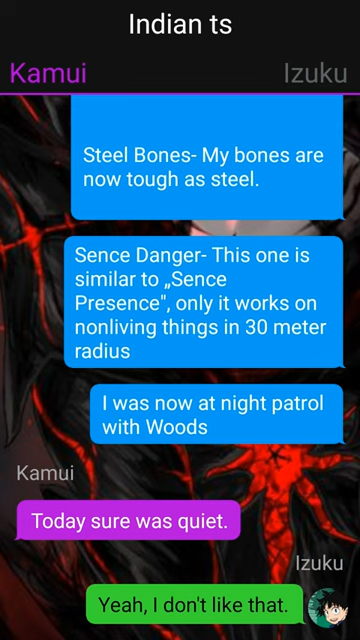 Indian ts
Kamui
Izuku
Steel Bones- My bones are
now tough as steel.
Sence Danger- This one is
similar to „Sence
Presence", only it works on
nonliving things in 30 meter
radius
I was now at night patrol
with Woods
Kamui
Today sure was quiet.
Izuku
Yeah, I don't like that.